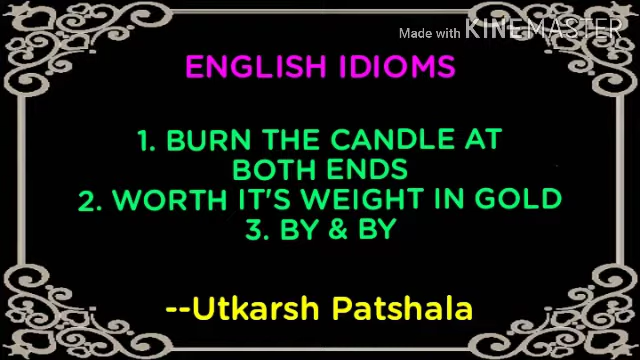 Made with KINEMASTER
ENGLISH IDIOMS
1. BURN THE CANDLE AT
BOTH ENDS
2. WORTH IT'S WEIGHT IN GOLD
3. BY & BY
--Utkarsh Patshala